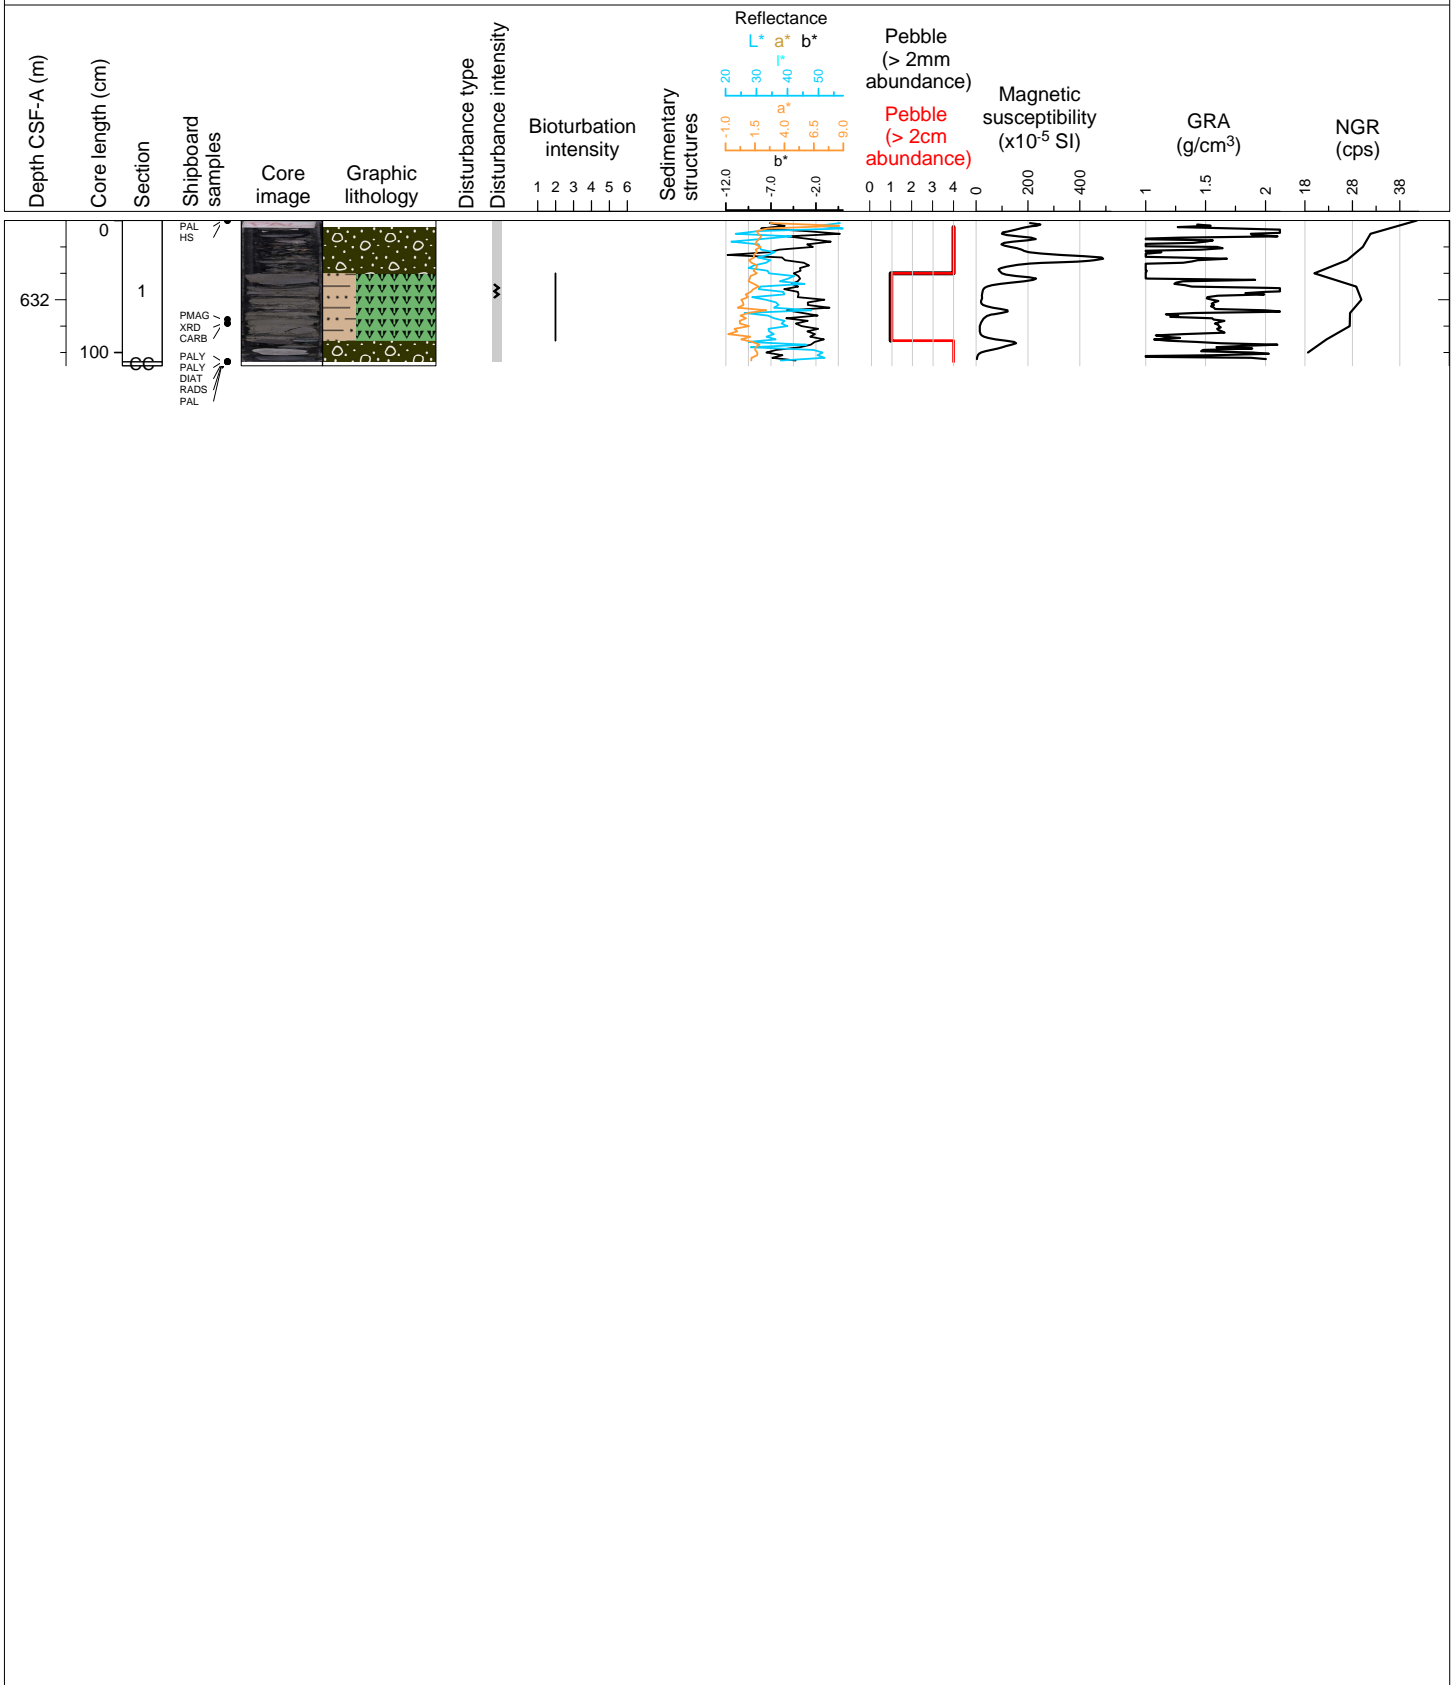 Depth CSF-A (m)
Core length (cm)
Section
Shipboard
samples
Core
image
Graphic
lithology
Disturbance type
Disturbance intensity
Bioturbation
intensity
1 2 3 4 5 6
Sedimentary
structures
Reflectance
L* a* b*
l*
20 30 40 50
a*
-1.0 1.5 4.0 6.5 9.0
b*
-12.0 -7.0 -2.0
Pebble
(> 2mm
abundance)
Pebble
(> 2cm
abundance)
0 1 2 3 4
Magnetic
susceptibility
(x10-5 SI)
0 200 400
GRA
(g/cm3)
1 1.5 2
NGR
(cps)
18 28 38
0
632
100
1
CC
PAL
HS
PMAG
XRD
CARB
PALY
PALY
DIAT
RADS
PAL